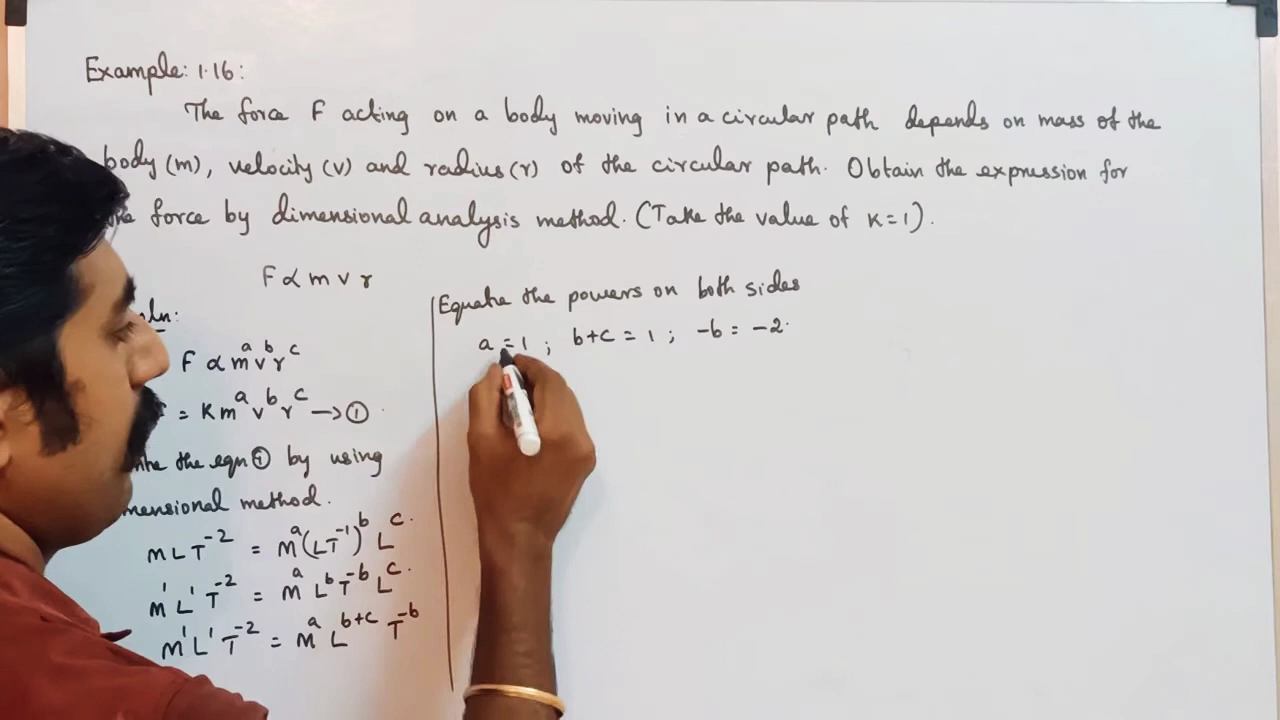 Example: 1.16:
The force F acting on a body moving in a circular path depends on mass of the
body (m), velocity (v) and radius (r) of the circular path. Obtain the expression for
force by dimensional analysis method. (Take the value of K=1).
F ∝ m v r
F ∝ m^a v^b r^c
= K m^a v^b r^c → ①
the eqn ① by using
method.
M L T^-2 = M^a (L T^-1)^b L^c.
M^1 L^1 T^-2 = M^a L^b T^-b L^c.
M^1 L^1 T^-2 = M^a L^b+c T^-b
Equate the powers on both sides
a = 1 ; b+c = 1 ; -b = -2.